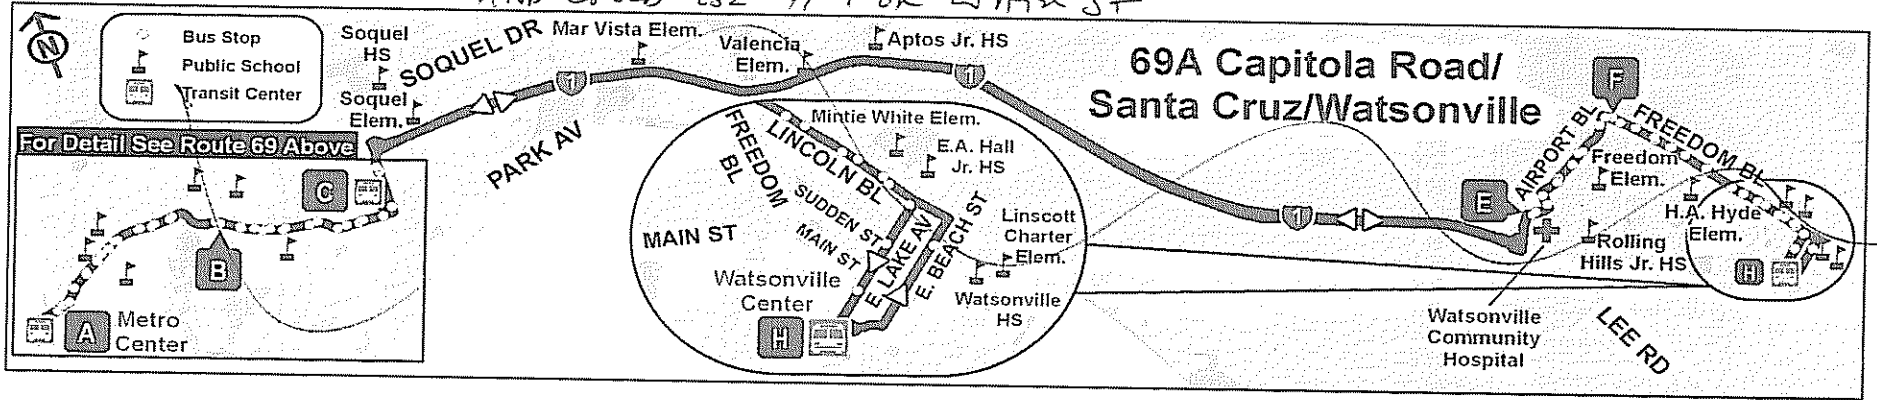 N
Bus Stop
Public School
Transit Center
Soquel
HS
Soquel
Elem.
SOQUEL DR
Mar Vista Elem.
Valencia
Elem.
Aptos Jr. HS
1
1
PARK AV
69A Capitola Road/
Santa Cruz/Watsonville
For Detail See Route 69 Above
C
B
A
Metro
Center
FREEDOM
BL
LINCOLN BL
Mintie White Elem.
E.A. Hall
Jr. HS
SUDDEN ST
MAIN ST
MAIN ST
E. LAKE AV
E. BEACH ST
Linscott
Charter
Elem.
Watsonville
HS
Watsonville
Center
H
1
E
F
AIRPORT BL
FREEDOM BL
Freedom
Elem.
H.A. Hyde
Elem.
Rolling
Hills Jr. HS
H
Watsonville
Community
Hospital
LEE RD